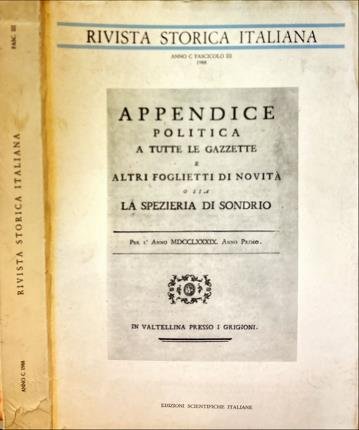 FASC. III
RIVISTA STORICA ITALIANA
ANNO C 1988
RIVISTA STORICA ITALIANA
ANNO C FASCICOLO III
1988
APPENDICE
POLITICA
A TUTTE LE GAZZETTE
E
ALTRI FOGLIETTI DI NOVITÀ
O SIA
LA SPEZIERIA DI SONDRIO
PER L' ANNO MDCCLXXXIX. ANNO PRIMO.
IN VALTELLINA PRESSO I GRIGIONI.
EDIZIONI SCIENTIFICHE ITALIANE